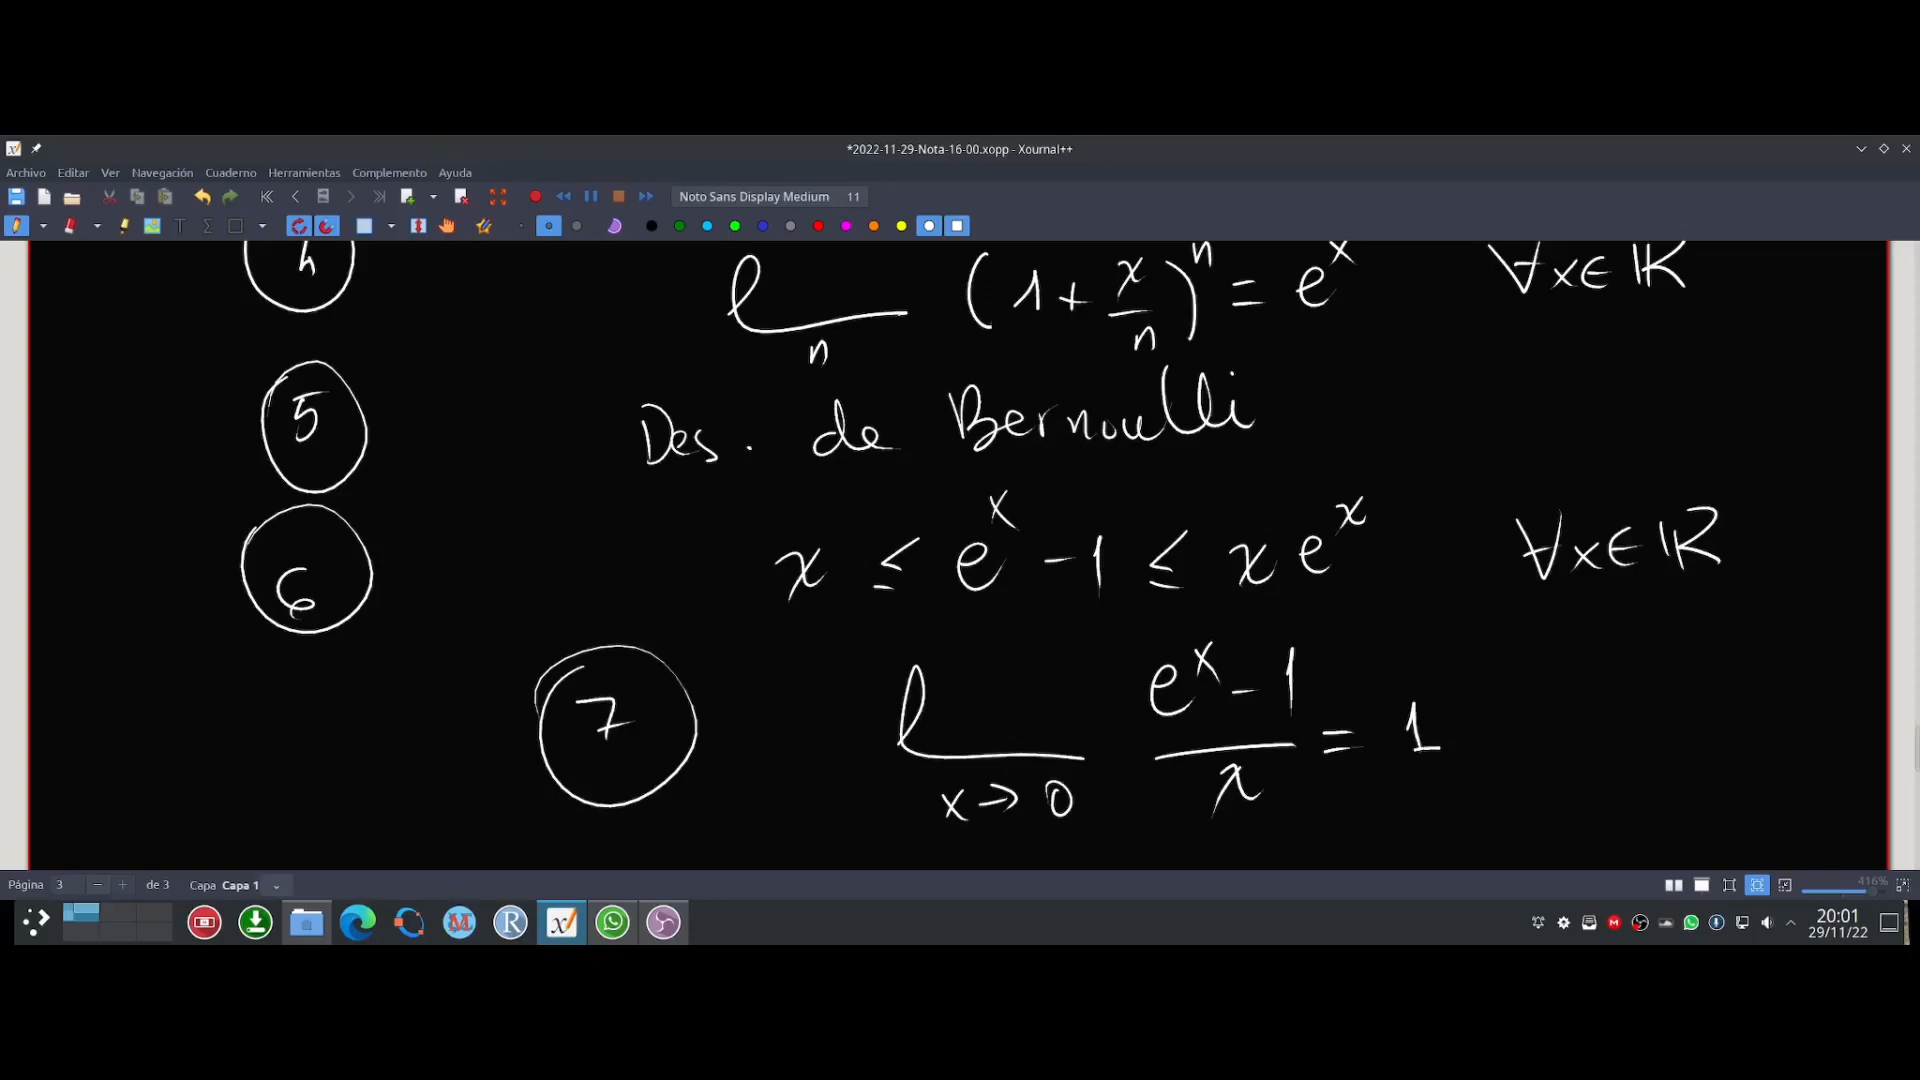 *2022-11-29-Nota-16-00.xopp - Xournal++
Archivo Editar Ver Navegación Cuaderno Herramientas Complemento Ayuda
Noto Sans Display Medium 11
4 l n (1 + x/n)^n = e^x ∀x∈ℝ
5 Des. de Bernoulli
6 x ≤ e^x - 1 ≤ x e^x ∀x∈ℝ
7 l x→0 (e^x - 1)/x = 1
Página 3 de 3 Capa Capa 1 416%
20:01
29/11/22